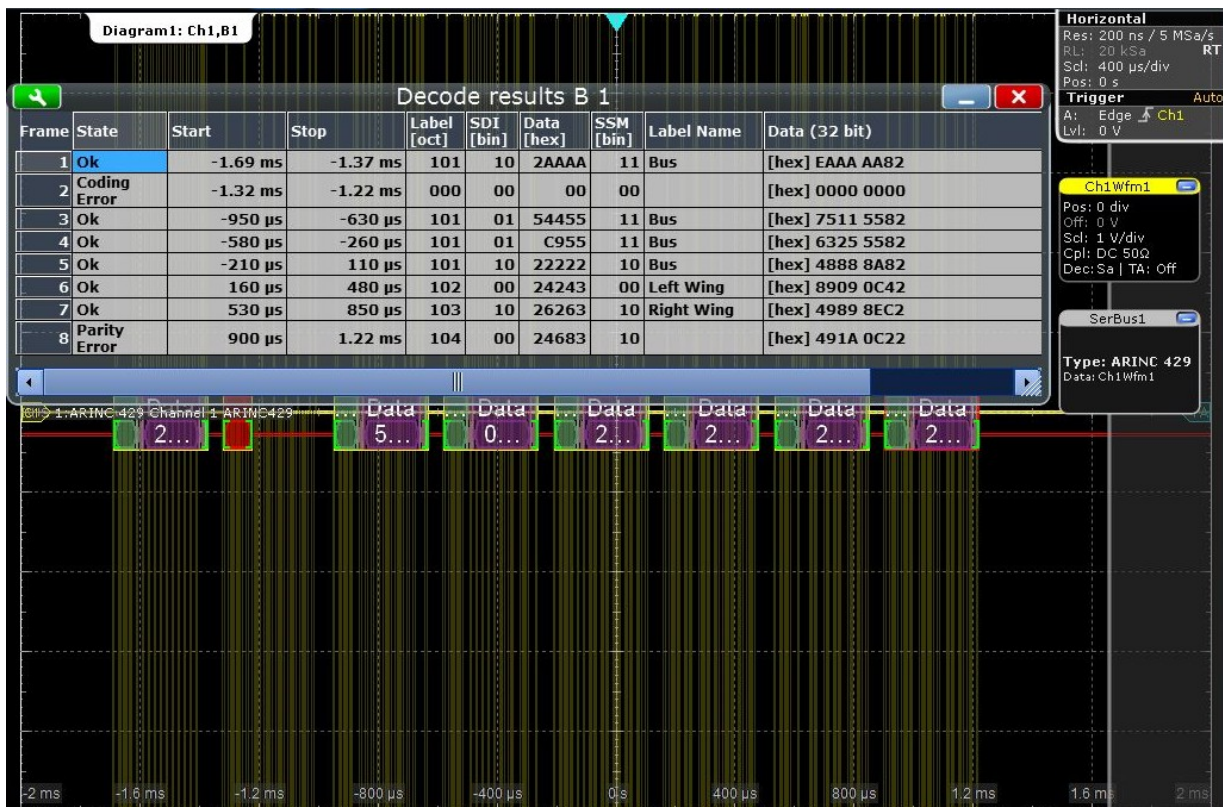 Diagram1: Ch1,B1
Horizontal
Res: 200 ns / 5 MSa/s
RL: 20 kSa RT
Scl: 400 µs/div
Pos: 0 s
Trigger Auto
A: Edge Ch1
Lvl: 0 V
Decode results B 1
Frame State Start Stop Label [oct] SDI [bin] Data [hex] SSM [bin] Label Name Data (32 bit)
1 Ok -1.69 ms -1.37 ms 101 10 2AAAA 11 Bus [hex] EAAA AA82
2 Coding Error -1.32 ms -1.22 ms 000 00 00 00 [hex] 0000 0000
3 Ok -950 µs -630 µs 101 01 54455 11 Bus [hex] 7511 5582
4 Ok -580 µs -260 µs 101 01 C955 11 Bus [hex] 6325 5582
5 Ok -210 µs 110 µs 101 10 22222 10 Bus [hex] 4888 8A82
6 Ok 160 µs 480 µs 102 00 24243 00 Left Wing [hex] 8909 0C42
7 Ok 530 µs 850 µs 103 10 26263 10 Right Wing [hex] 4989 8EC2
8 Parity Error 900 µs 1.22 ms 104 00 24683 10 [hex] 491A 0C22
Ch1Wfm1
Pos: 0 div
Off: 0 V
Scl: 1 V/div
Cpl: DC 50Ω
Dec: Sa | TA: Off
SerBus1
Type: ARINC 429
Data: Ch1Wfm1
1:ARINC 429 Channel 1 ARINC429
... Data ... Data ... Data ... Data ... Data ... Data
2... 5... 0... 2... 2... 2... 2...
TA
-2 ms -1.6 ms -1.2 ms -800 µs -400 µs 0 s 400 µs 800 µs 1.2 ms 1.6 ms 2 ms